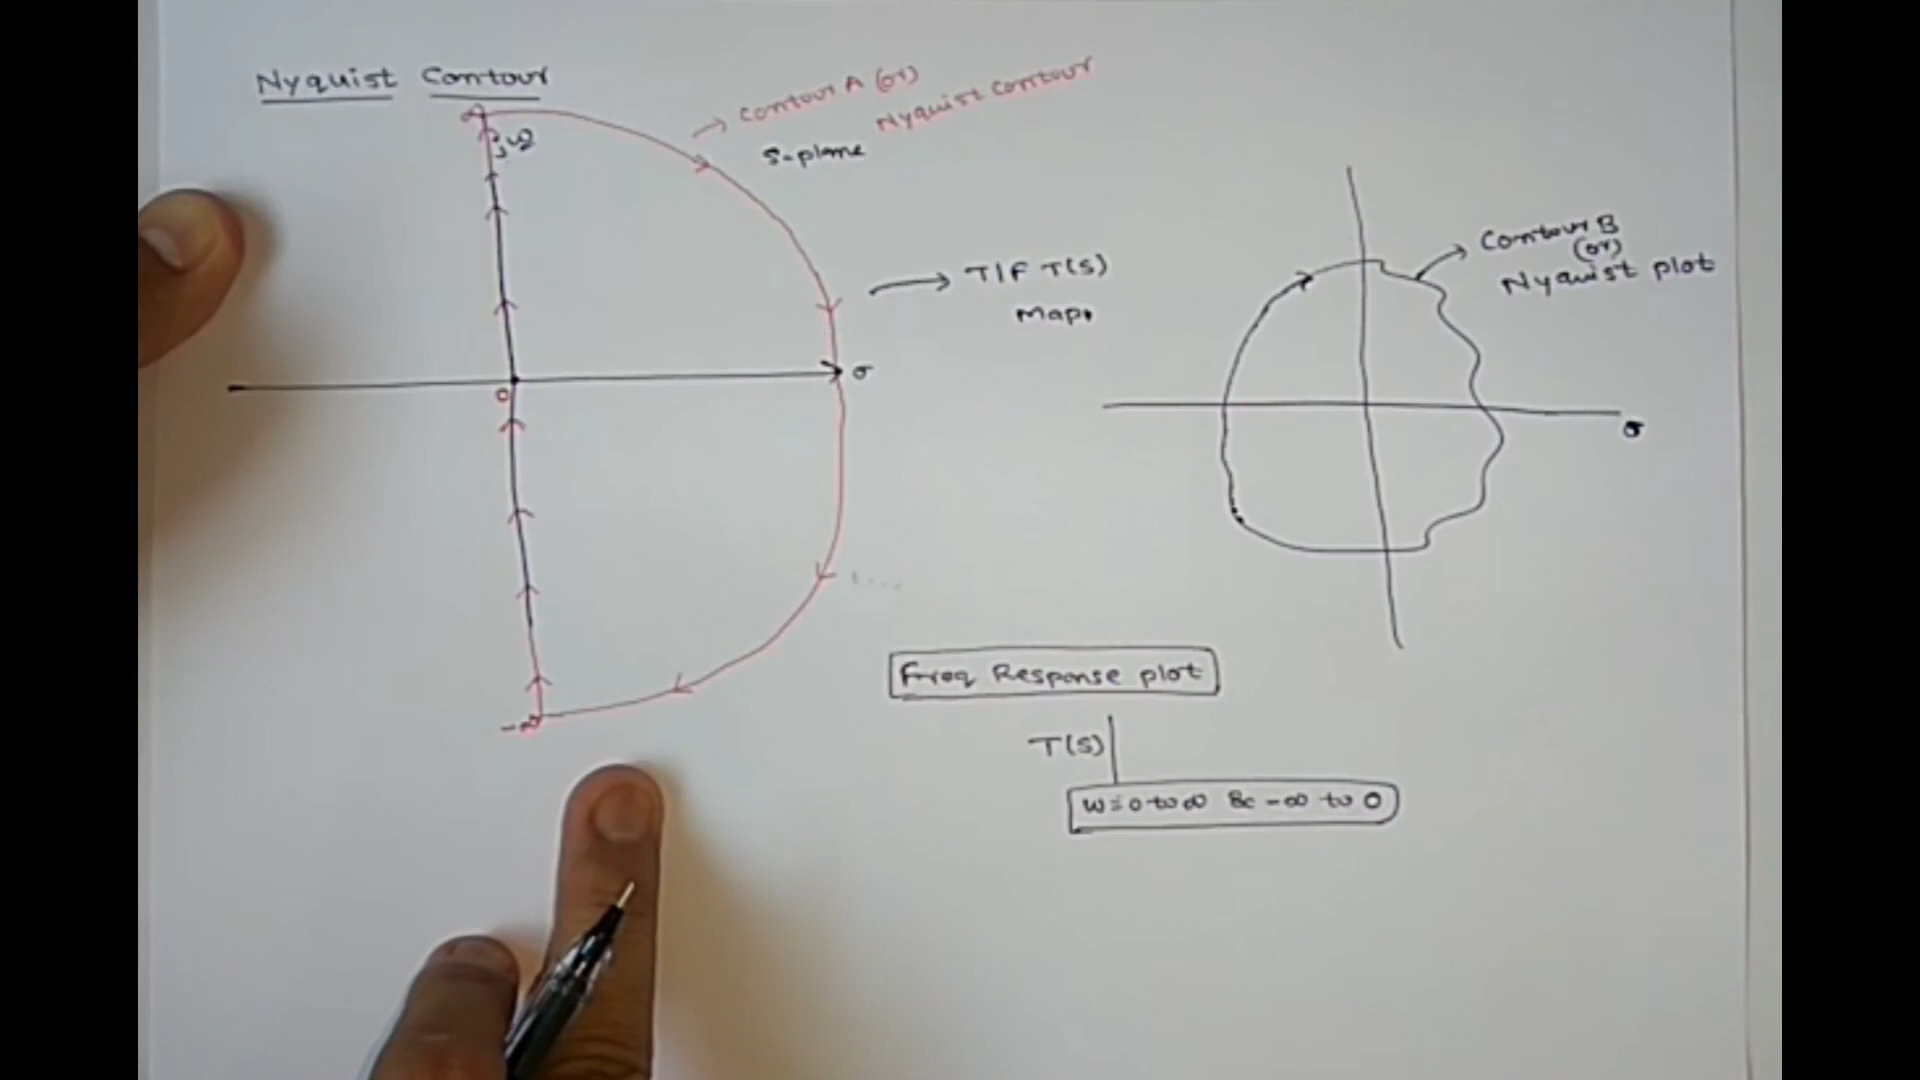 Nyquist Contour
∞
jω
→ Contour A (or)
Nyquist contour
S-plane
→ T/F T(S)
Map.
σ
0
-∞
Contour B
(or)
Nyquist plot
σ
Freq Response plot
T(S)|
W=0 to ∞ & -∞ to 0